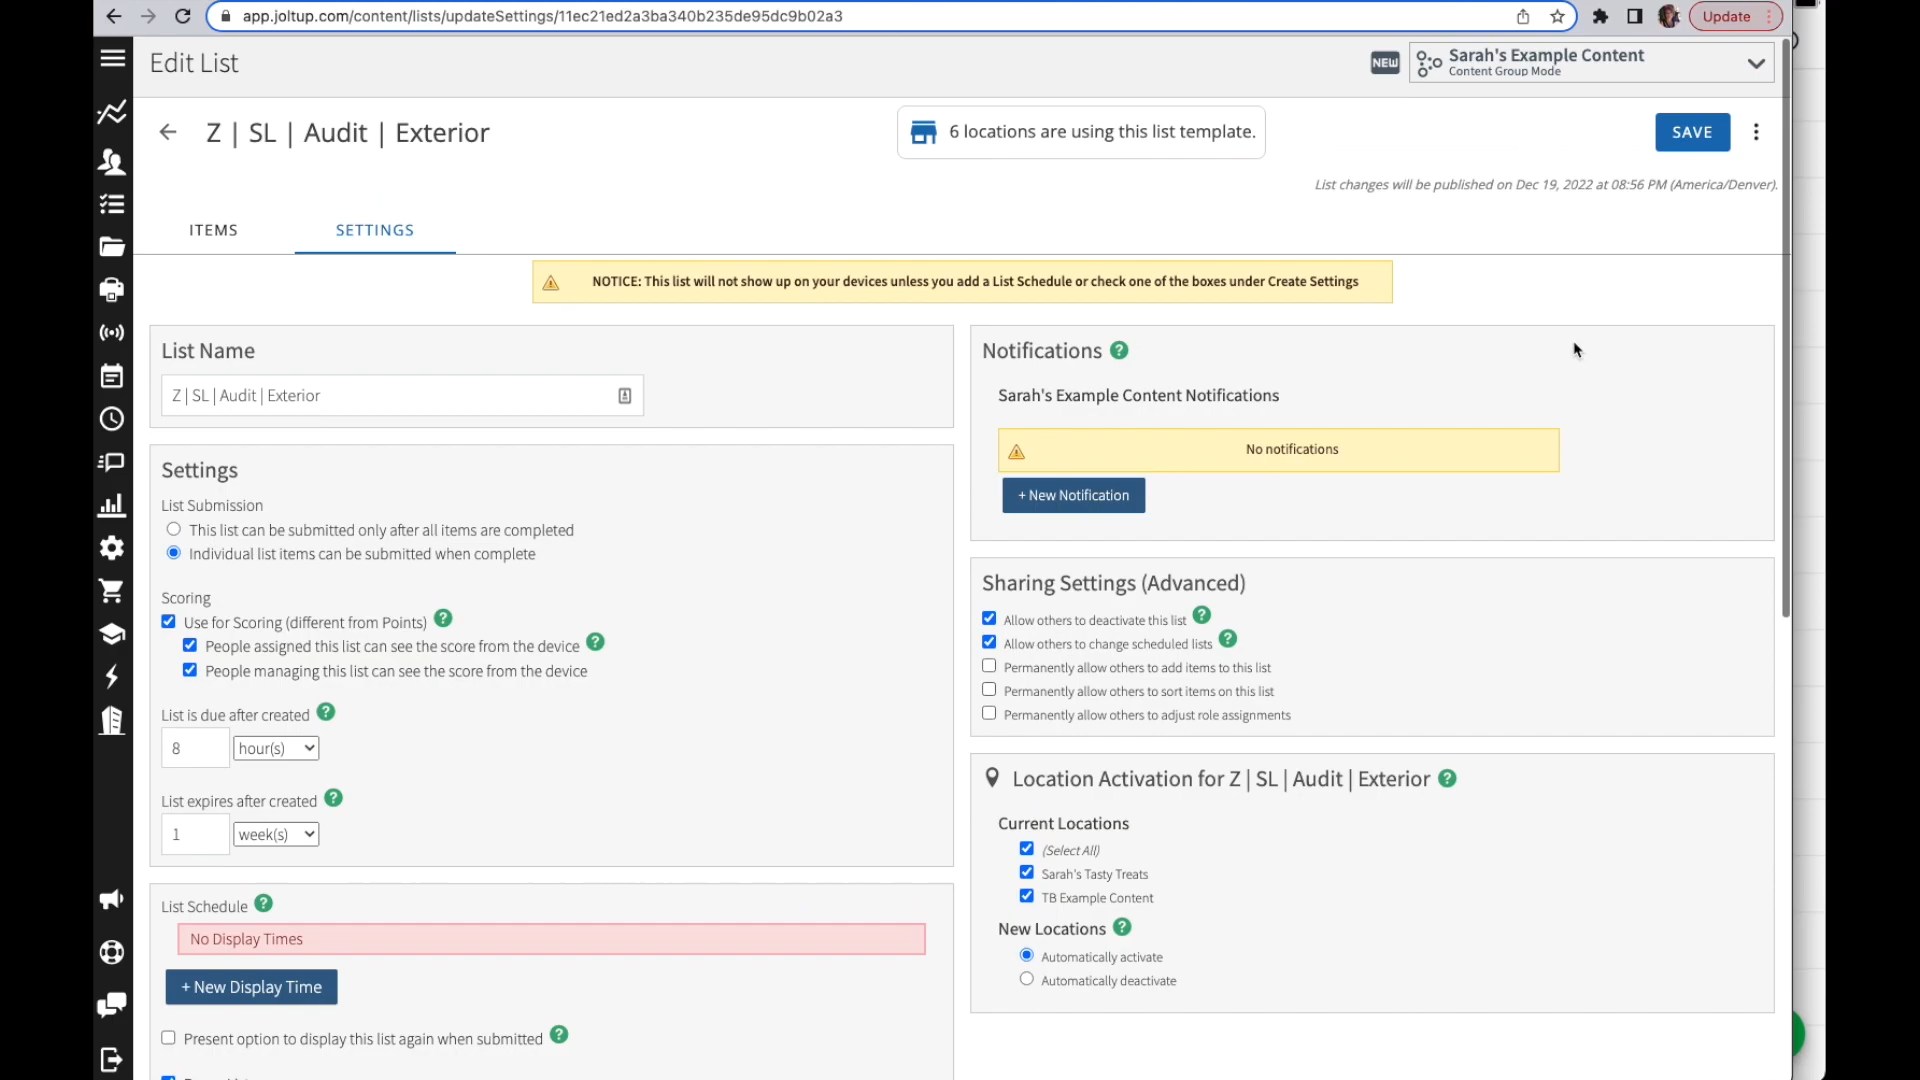 app.joltup.com/content/lists/updateSettings/11ec21ed2a3ba340b235de95dc9b02a3
Update
Edit List
NEW
Sarah's Example Content
Content Group Mode
Z | SL | Audit | Exterior
6 locations are using this list template.
SAVE
List changes will be published on Dec 19, 2022 at 08:56 PM (America/Denver).
ITEMS
SETTINGS
NOTICE: This list will not show up on your devices unless you add a List Schedule or check one of the boxes under Create Settings
List Name
Z | SL | Audit | Exterior
Settings
List Submission
This list can be submitted only after all items are completed
Individual list items can be submitted when complete
Scoring
Use for Scoring (different from Points) ?
People assigned this list can see the score from the device ?
People managing this list can see the score from the device
List is due after created ?
8 hour(s)
List expires after created ?
1 week(s)
List Schedule ?
No Display Times
+ New Display Time
Present option to display this list again when submitted ?
Notifications ?
Sarah's Example Content Notifications
No notifications
+ New Notification
Sharing Settings (Advanced)
Allow others to deactivate this list ?
Allow others to change scheduled lists ?
Permanently allow others to add items to this list
Permanently allow others to sort items on this list
Permanently allow others to adjust role assignments
Location Activation for Z | SL | Audit | Exterior ?
Current Locations
(Select All)
Sarah's Tasty Treats
TB Example Content
New Locations ?
Automatically activate
Automatically deactivate